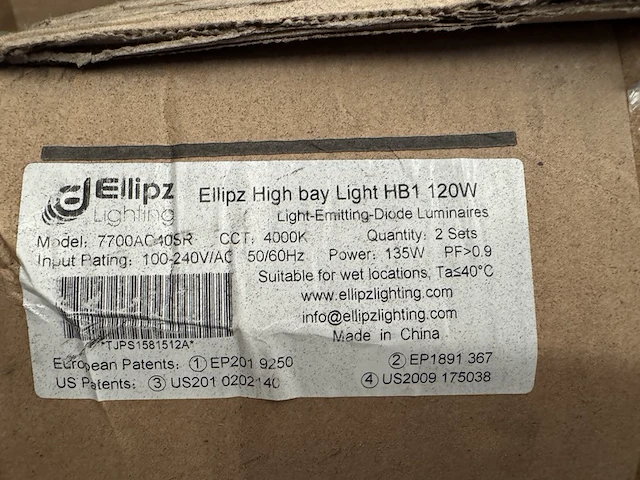 Ellipz
Lighting
Ellipz High bay Light HB1 120W
Light-Emitting-Diode Luminaires
Model: 7700AC40SR CCT: 4000K Quantity: 2 Sets
Input Rating: 100-240V/AC 50/60Hz Power: 135W PF>0.9
Suitable for wet locations, Ta≤40°C
www.ellipzlighting.com
info@ellipzlighting.com
Made in China
*TJPS1581512A*
European Patents: ① EP201 9250 ② EP1891 367
US Patents: ③ US201 0202140 ④ US2009 175038